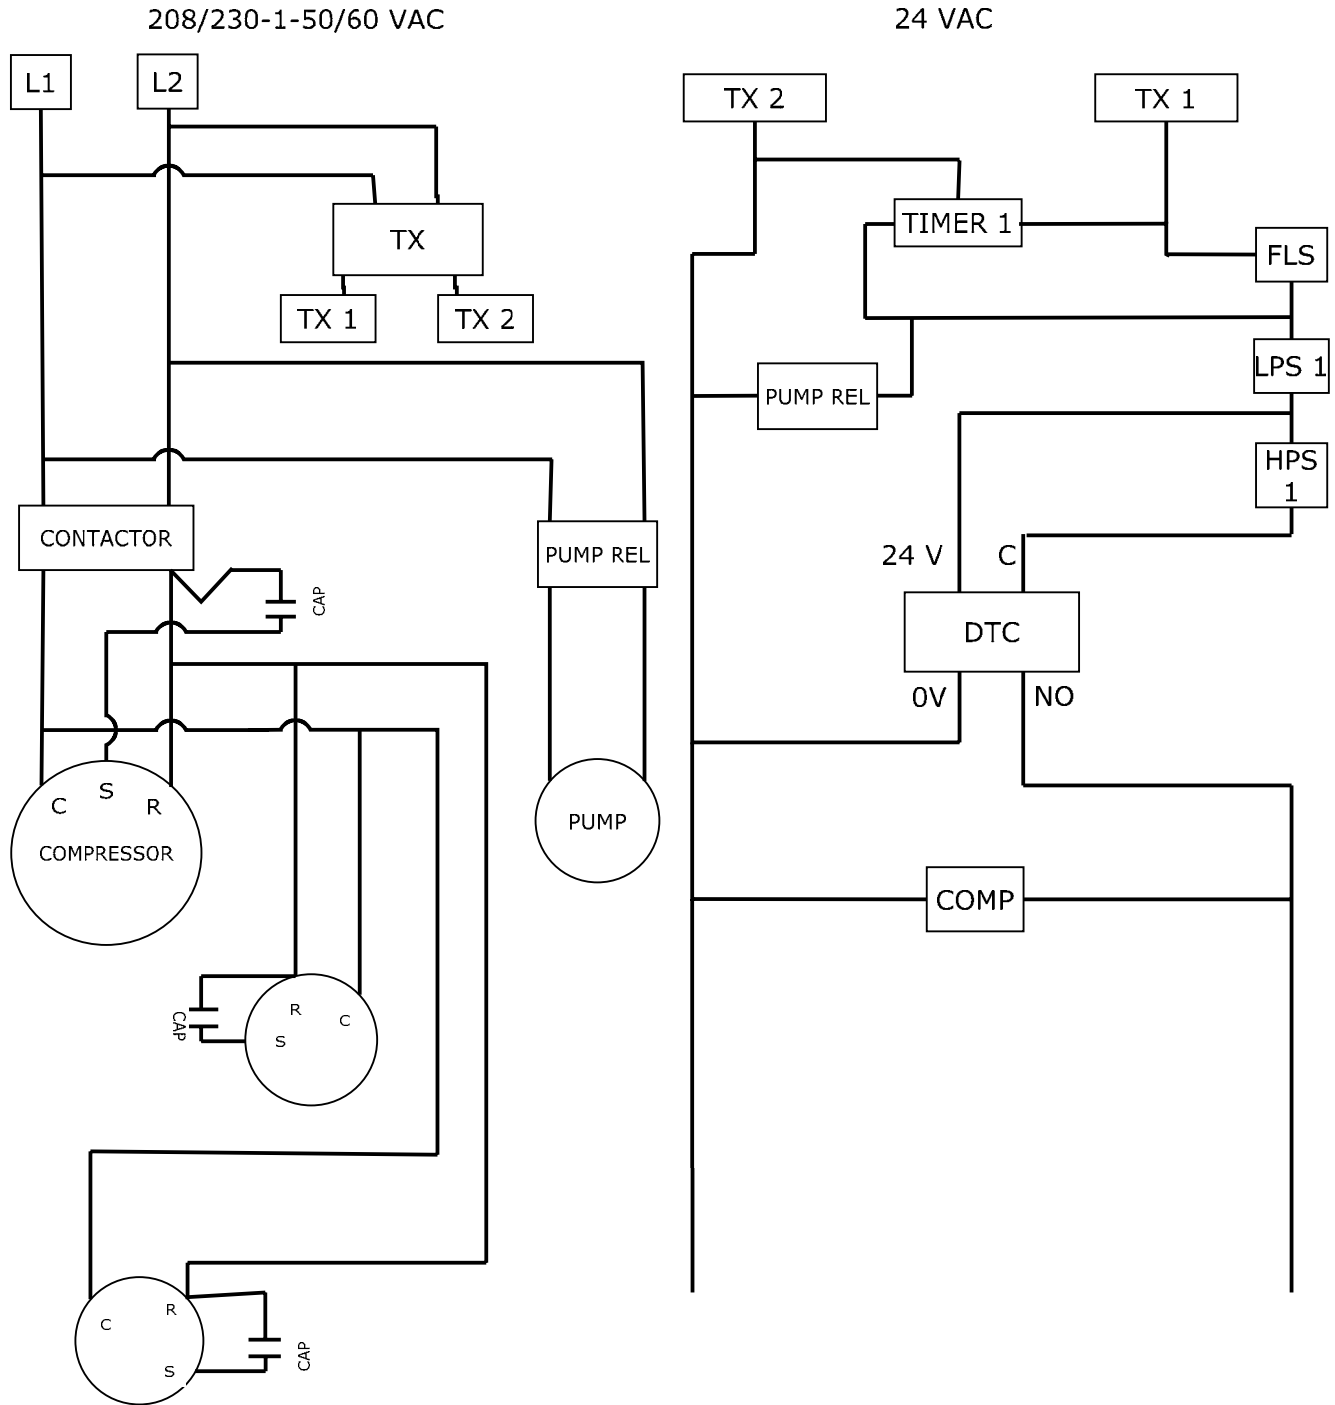 208/230-1-50/60 VAC
24 VAC
L1
L2
TX 2
TX 1
TX
TIMER 1
FLS
TX 1
TX 2
LPS 1
PUMP REL
HPS
1
CONTACTOR
PUMP REL
24 V
C
CAP
DTC
0V
NO
C
S
R
COMPRESSOR
PUMP
COMP
R
C
S
CAP
C
R
S
CAP